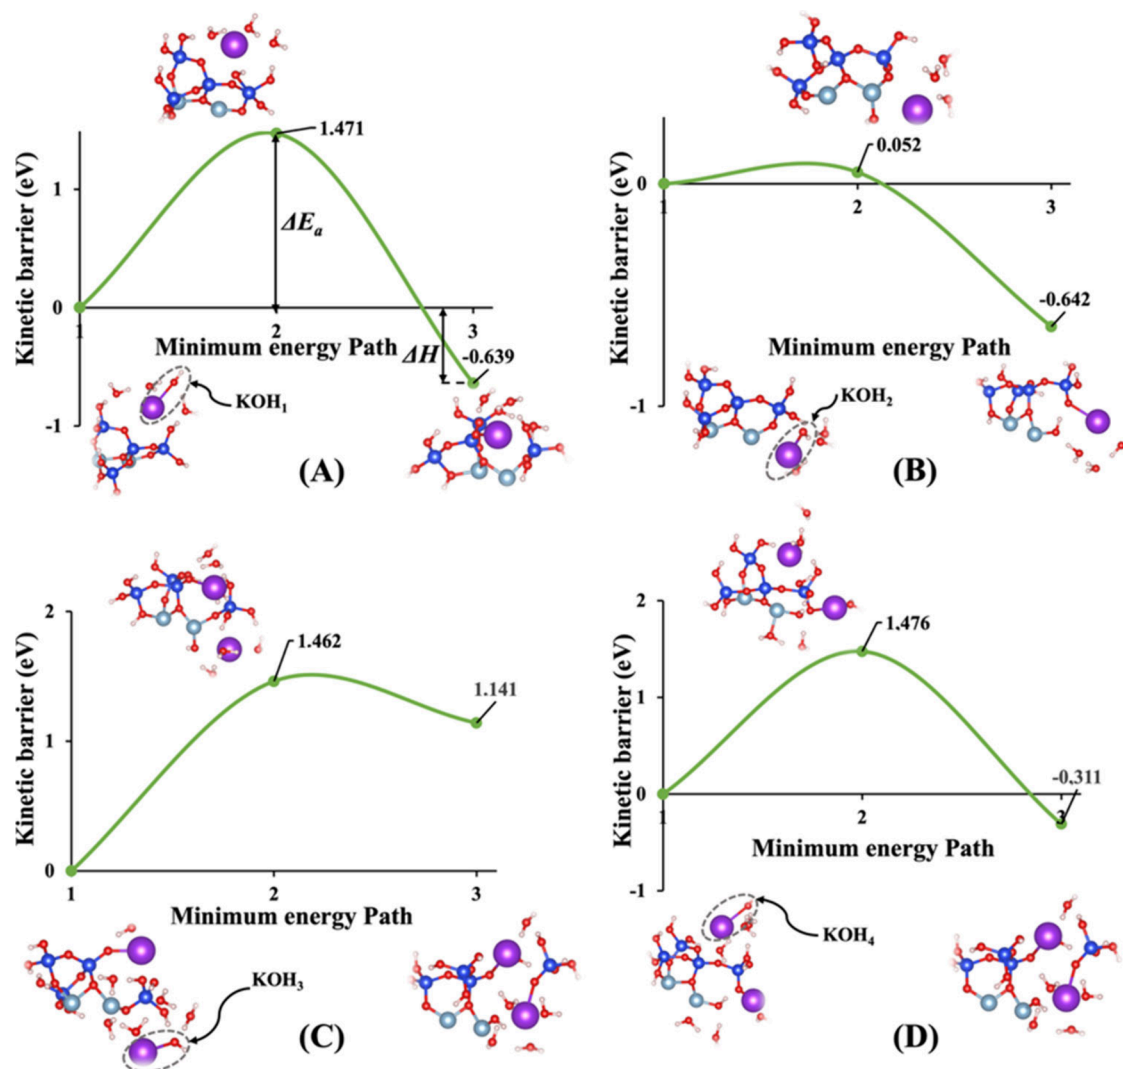 Kinetic barrier (eV)
1
0
-1
1.471
ΔEₐ
1
2
3
Minimum energy Path
ΔH
-0.639
KOH₁
(A)
Kinetic barrier (eV)
0
-1
0.052
1
2
3
-0.642
Minimum energy Path
KOH₂
(B)
Kinetic barrier (eV)
2
1
0
1.462
1.141
1
2
3
Minimum energy Path
KOH₃
(C)
Kinetic barrier (eV)
2
1
0
-1
1.476
-0.311
1
2
3
Minimum energy Path
KOH₄
(D)